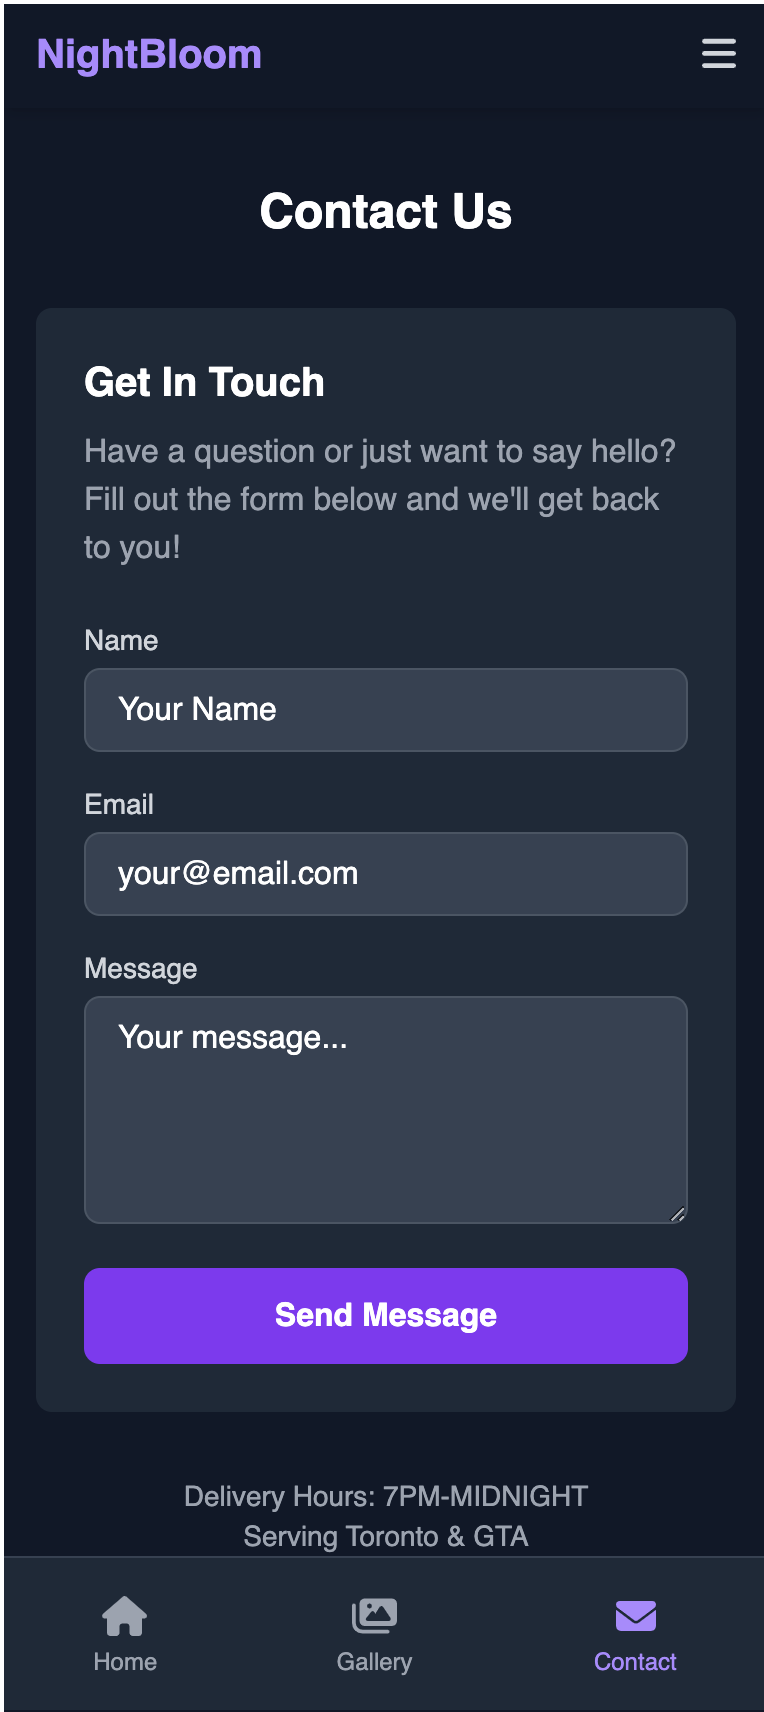 NightBloom
Contact Us
Get In Touch
Have a question or just want to say hello?
Fill out the form below and we'll get back
to you!
Name
Your Name
Email
your@email.com
Message
Your message...
Send Message
Delivery Hours: 7PM-MIDNIGHT
Serving Toronto & GTA
Home
Gallery
Contact